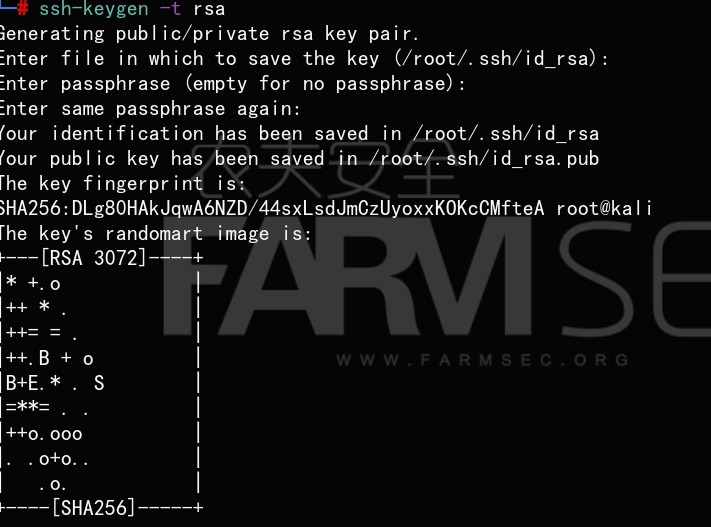 # ssh-keygen -t rsa
Generating public/private rsa key pair.
Enter file in which to save the key (/root/.ssh/id_rsa):
Enter passphrase (empty for no passphrase):
Enter same passphrase again:
Your identification has been saved in /root/.ssh/id_rsa
Your public key has been saved in /root/.ssh/id_rsa.pub
The key fingerprint is:
SHA256:DLg80HAkJqwA6NZD/44sxLsdJmCzUyoxxKOKcCMfteA root@kali
The key's randomart image is:
+---[RSA 3072]----+
|* +.o            |
|++ * .           |
|++= = .          |
|++.B + o         |
|B+E.* . S        |
|=**= . .         |
|++o.ooo          |
|. .o+o..         |
|   .o.           |
+----[SHA256]-----+
农夫安全
FARMSE
WWW.FARMSEC.ORG